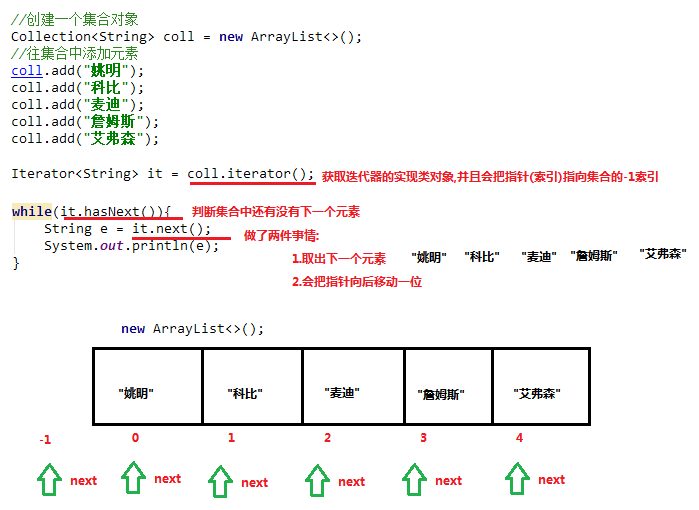 //创建一个集合对象
Collection<String> coll = new ArrayList<>();
//往集合中添加元素
coll.add("姚明");
coll.add("科比");
coll.add("麦迪");
coll.add("詹姆斯");
coll.add("艾弗森");
Iterator<String> it = coll.iterator(); 获取迭代器的实现类对象,并且会把指针(索引)指向集合的-1索引
while(it.hasNext()){ 判断集合中还有没有下一个元素
String e = it.next(); 做了两件事情:
System.out.println(e);
1.取出下一个元素 "姚明" "科比" "麦迪" "詹姆斯" "艾弗森"
}
2.会把指针向后移动一位
new ArrayList<>();
"姚明" "科比" "麦迪" "詹姆斯" "艾弗森"
-1 0 1 2 3 4
next next next next next next